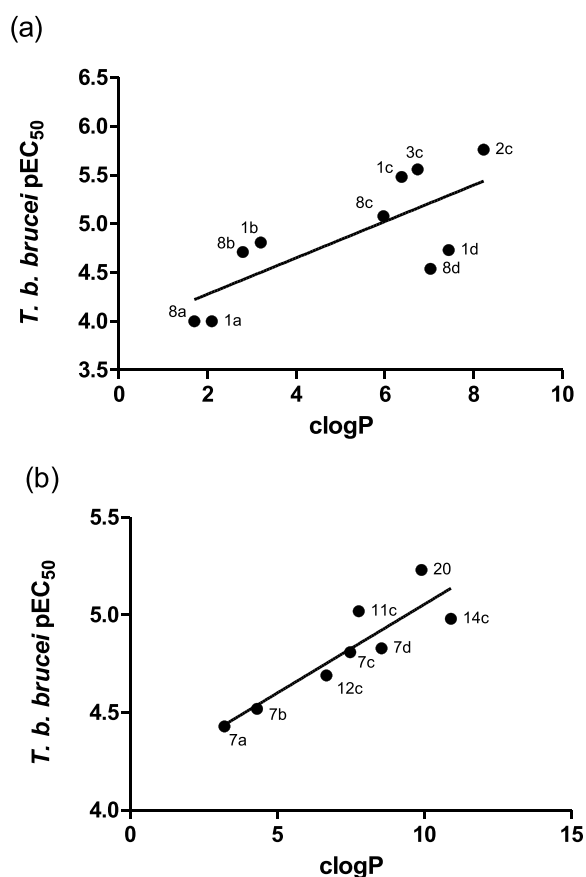 (a)
6.5
6.0
5.5
5.0
4.5
4.0
3.5
T. b. brucei pEC50
3c
2c
1c
8c
1b
8b
1d
8d
8a
1a
0
2
4
6
8
10
clogP
(b)
5.5
5.0
4.5
4.0
T. b. brucei pEC50
20
11c
14c
7c
7d
12c
7b
7a
0
5
10
15
clogP